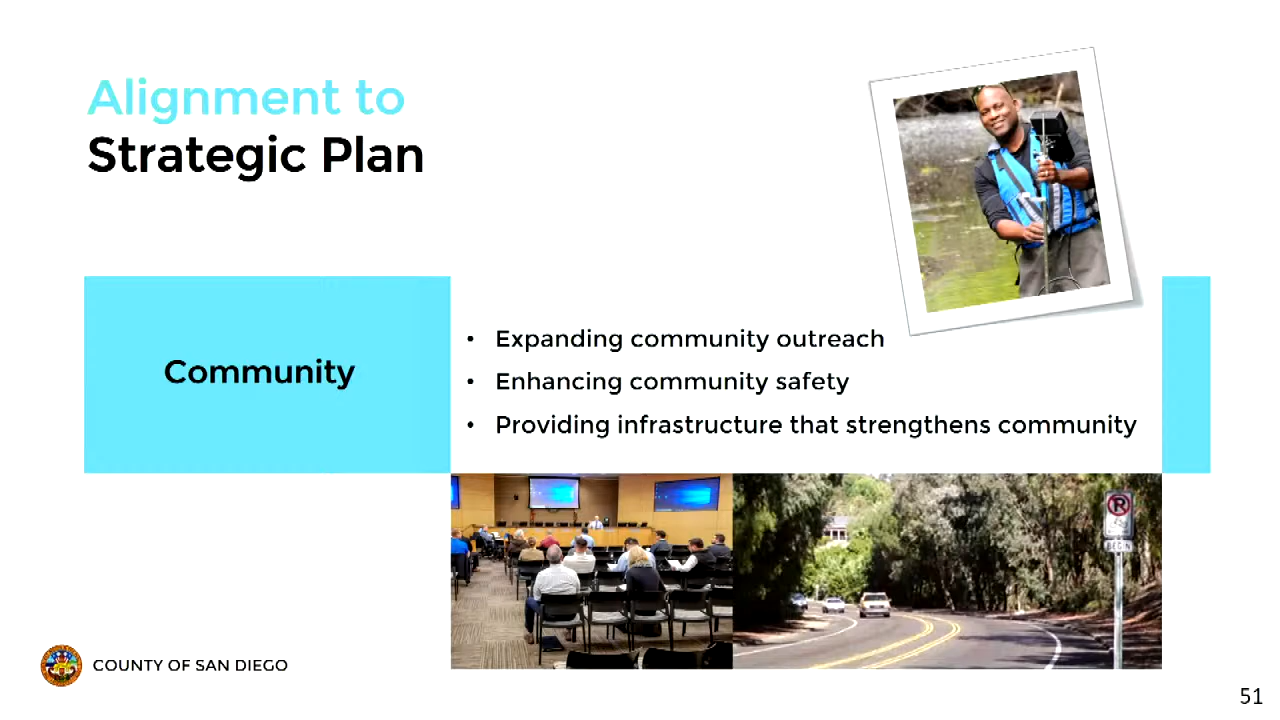 Alignment to
Strategic Plan
Community
• Expanding community outreach
• Enhancing community safety
• Providing infrastructure that strengthens community
P
BEGIN
COUNTY OF SAN DIEGO
51